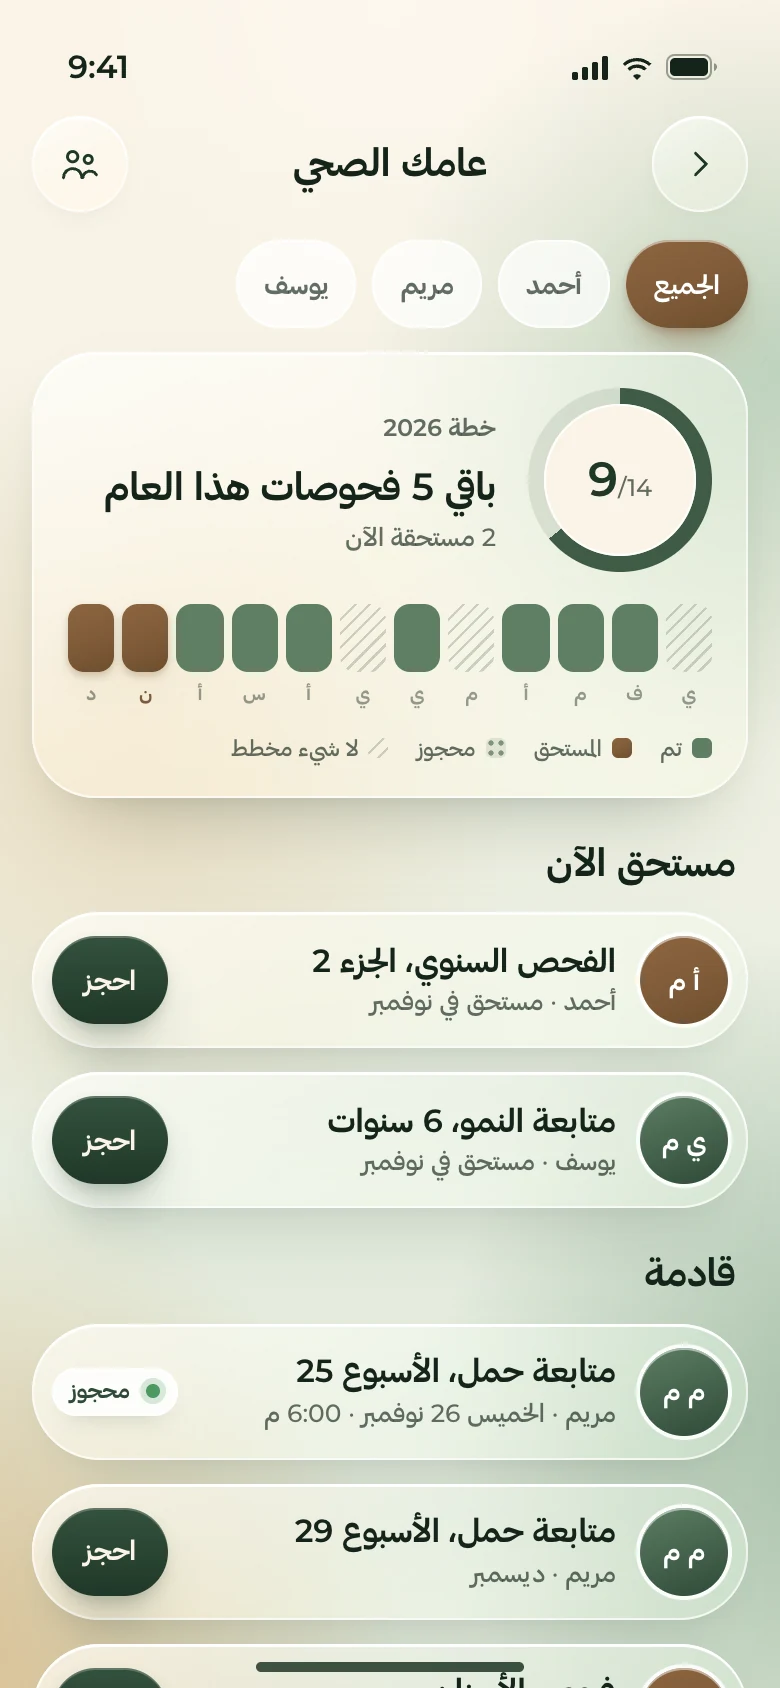 9:41
عامك الصحي
الجميع أحمد مريم يوسف
9/14
خطة 2026
باقي 5 فحوصات هذا العام
2 مستحقة الآن
ي ف م أ م ي ي أ س أ ن د
تم المستحق محجوز لا شيء مخطط
مستحق الآن
أ م
الفحص السنوي، الجزء 2
أحمد · مستحق في نوفمبر
احجز
ي م
متابعة النمو، 6 سنوات
يوسف · مستحق في نوفمبر
احجز
قادمة
م م
متابعة حمل، الأسبوع 25
مريم · الخميس 26 نوفمبر · 6:00 م
محجوز
م م
متابعة حمل، الأسبوع 29
مريم · ديسمبر
احجز